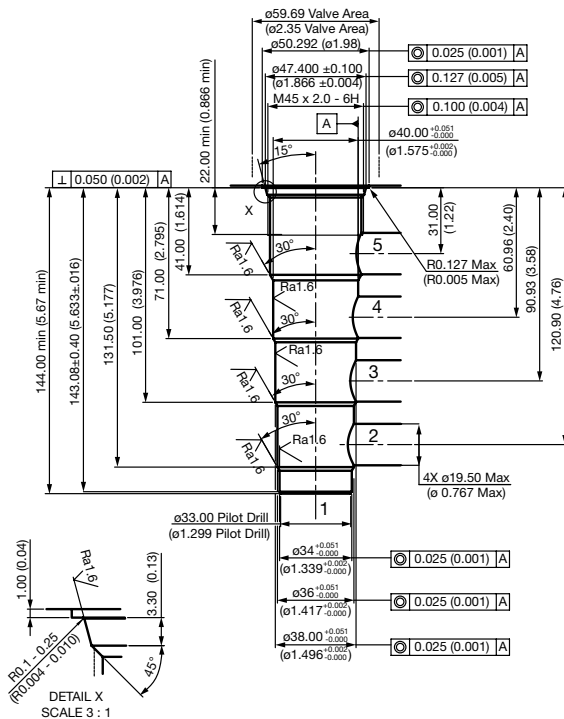 ø59.69 Valve Area
(ø2.35 Valve Area)
ø50.292 (ø1.98)
◎ 0.025 (0.001) A
ø47.400 ±0.100
(ø1.866 ±0.004)
◎ 0.127 (0.005) A
M45 x 2.0 - 6H
◎ 0.100 (0.004) A
A
ø40.00 +0.051 -0.000
(ø1.575 +0.002 -0.000)
22.00 min (0.866 min)
15°
⊥ 0.050 (0.002) A
X
144.00 min (5.67 min)
143.08±0.40 (5.633±.016)
131.50 (5.177)
101.00 (3.976)
71.00 (2.795)
41.00 (1.614)
31.00
(1.22)
60.96 (2.40)
90.93 (3.58)
120.90 (4.76)
R0.127 Max
(R0.005 Max)
30°
Ra1.6
5
Ra1.6
30°
Ra1.6
4
Ra1.6
30°
Ra1.6
3
30°
Ra1.6
Ra1.6
2
4X ø19.50 Max
(ø 0.767 Max)
1
ø33.00 Pilot Drill
(ø1.299 Pilot Drill)
ø34 +0.051 -0.000
(ø1.339 +0.002 -0.000)
◎ 0.025 (0.001) A
ø36 +0.051 -0.000
(ø1.417 +0.002 -0.000)
◎ 0.025 (0.001) A
ø38.00 +0.051 -0.000
(ø1.496 +0.002 -0.000)
◎ 0.025 (0.001) A
1.00 (0.04)
Ra1.6
3.30 (0.13)
R0.1 - 0.25
(R0.004 - 0.010)
45°
DETAIL X
SCALE 3 : 1